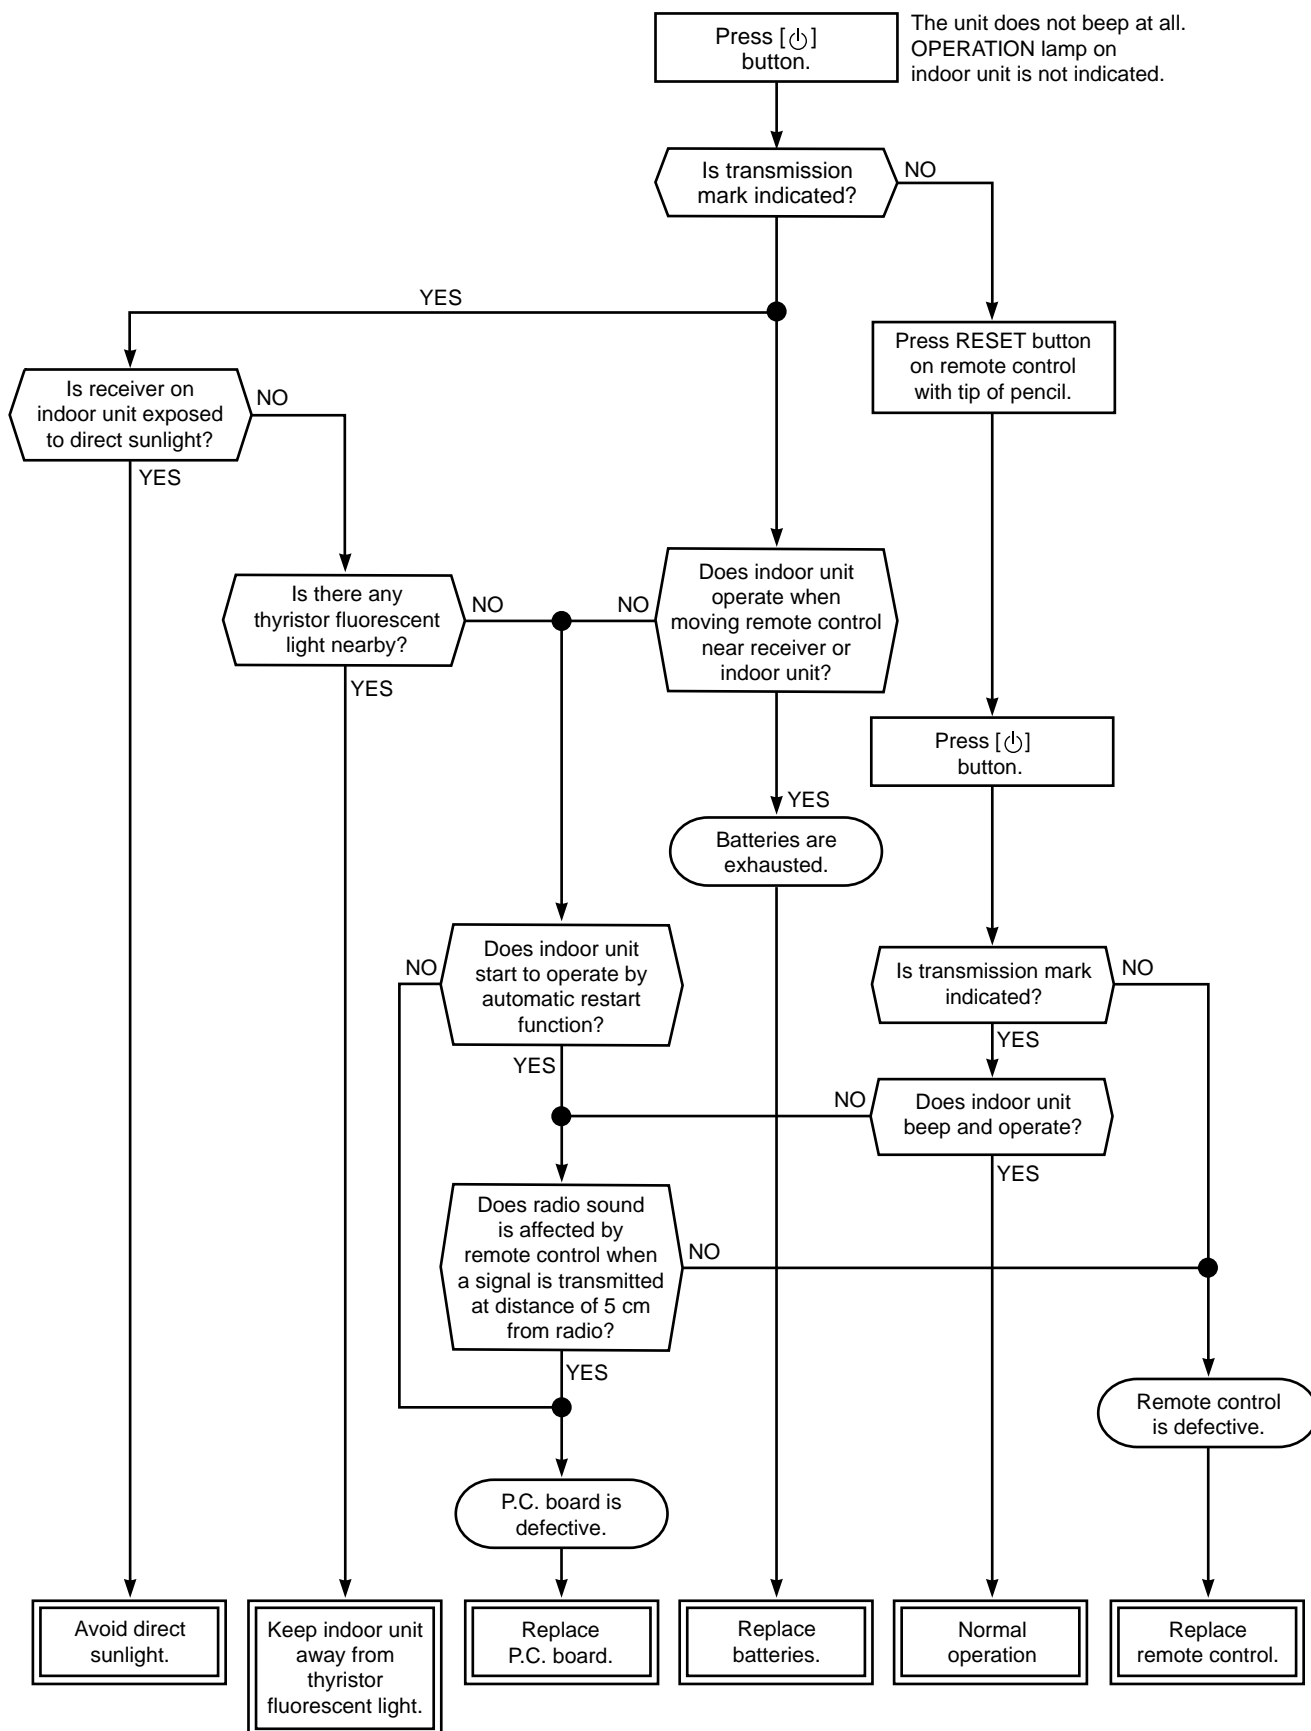 Press [⏻]
button.
The unit does not beep at all.
OPERATION lamp on
indoor unit is not indicated.
Is transmission
mark indicated?
NO
YES
Press RESET button
on remote control
with tip of pencil.
Is receiver on
indoor unit exposed
to direct sunlight?
NO
YES
Is there any
thyristor fluorescent
light nearby?
NO
YES
Does indoor unit
operate when
moving remote control
near receiver or
indoor unit?
NO
YES
Press [⏻]
button.
Batteries are
exhausted.
Does indoor unit
start to operate by
automatic restart
function?
NO
YES
Is transmission mark
indicated?
NO
YES
Does indoor unit
beep and operate?
NO
YES
Does radio sound
is affected by
remote control when
a signal is transmitted
at distance of 5 cm
from radio?
NO
YES
Remote control
is defective.
P.C. board is
defective.
Avoid direct
sunlight.
Keep indoor unit
away from
thyristor
fluorescent light.
Replace
P.C. board.
Replace
batteries.
Normal
operation
Replace
remote control.